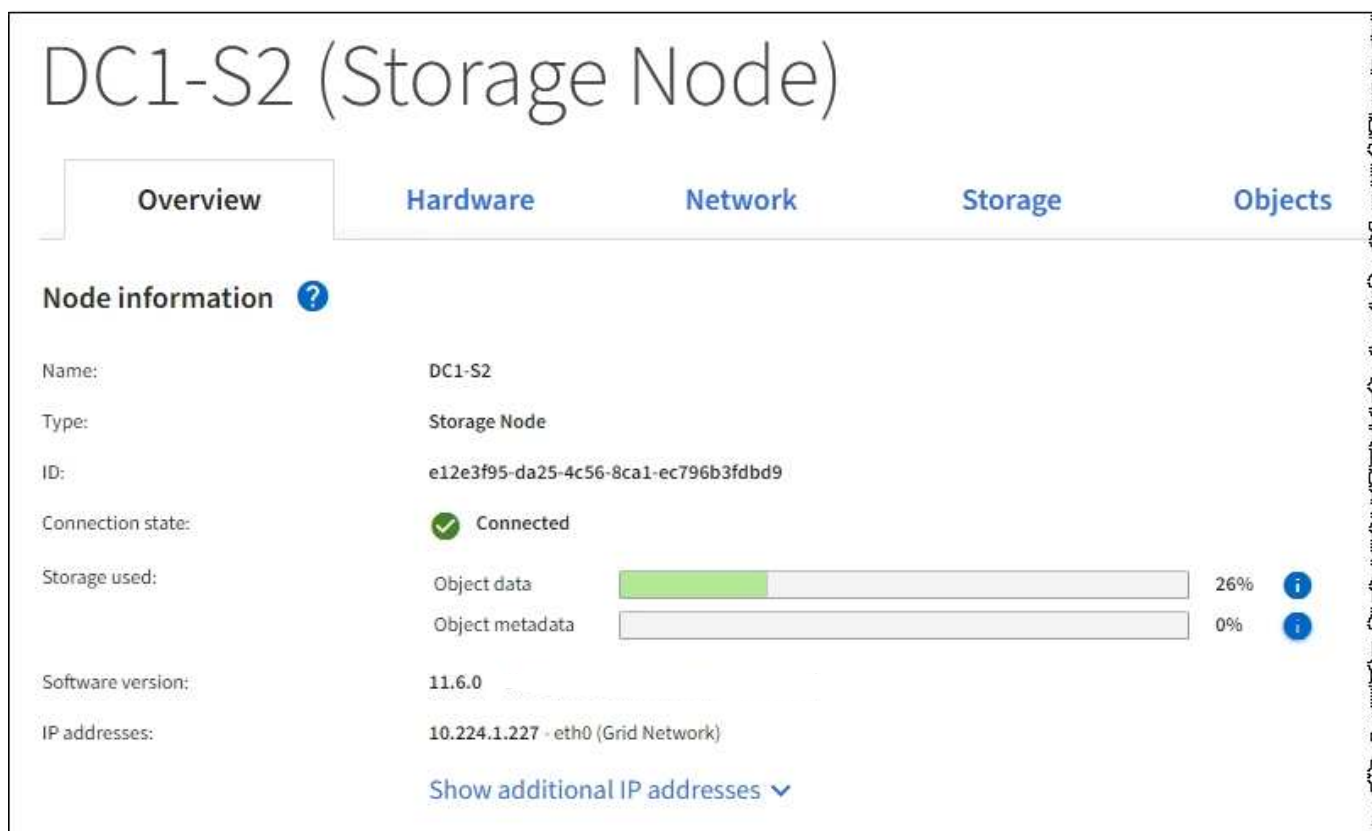 DC1-S2 (Storage Node)
Overview Hardware Network Storage Objects
Node information ?
Name: DC1-S2
Type: Storage Node
ID: e12e3f95-da25-4c56-8ca1-ec796b3fdbd9
Connection state: Connected
Storage used: Object data 26% i
Object metadata 0% i
Software version: 11.6.0
IP addresses: 10.224.1.227 - eth0 (Grid Network)
Show additional IP addresses